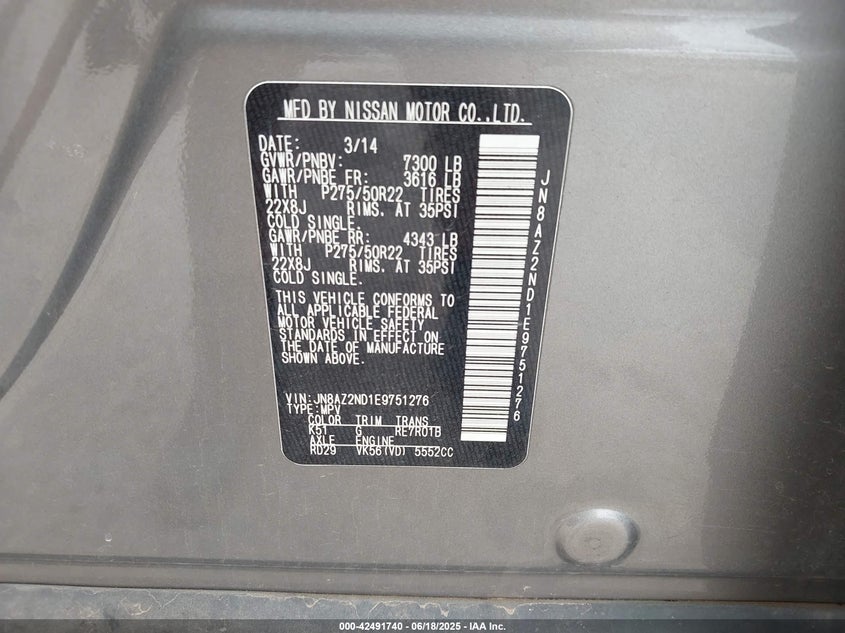 MFD BY NISSAN MOTOR CO.,LTD.
DATE: 3/14
GVWR/PNBV: 7300 LB
GAWR/PNBE FR: 3616 LB
WITH P275/50R22 TIRES
22X8J RIMS. AT 35PSI
COLD SINGLE.
GAWR/PNBE RR: 4343 LB
WITH P275/50R22 TIRES
22X8J RIMS. AT 35PSI
COLD SINGLE.
THIS VEHICLE CONFORMS TO
ALL APPLICABLE FEDERAL
MOTOR VEHICLE SAFETY
STANDARDS IN EFFECT ON
THE DATE OF MANUFACTURE
SHOWN ABOVE.
VIN:JN8AZ2ND1E9751276
TYPE:MPV
COLOR TRIM TRANS
K51 G RE7R01B
AXLE ENGINE
RD29 VK56(VD) 5552CC
JN8AZ2ND1E9751276
000-42491740 - 06/18/2025 - IAA Inc.